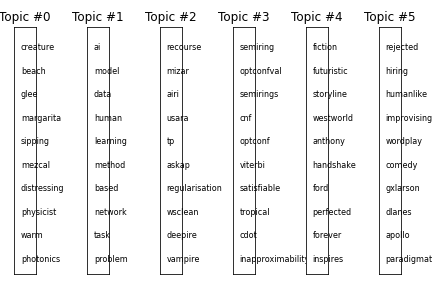 Topic #0 Topic #1 Topic #2 Topic #3 Topic #4 Topic #5
creature ai recourse semiring fiction rejected
beach model mizar optconfval futuristic hiring
glee data airi semirings storyline humanlike
margarita human usara cnf westworld improvising
sipping learning tp optconf anthony wordplay
mezcal method askap viterbi handshake comedy
distressing based regularisation satisfiable ford gxlarson
physicist network wsclean tropical perfected dlanes
warm task deepire cdot forever apollo
photonics problem vampire inapproximability inspires paradigmat